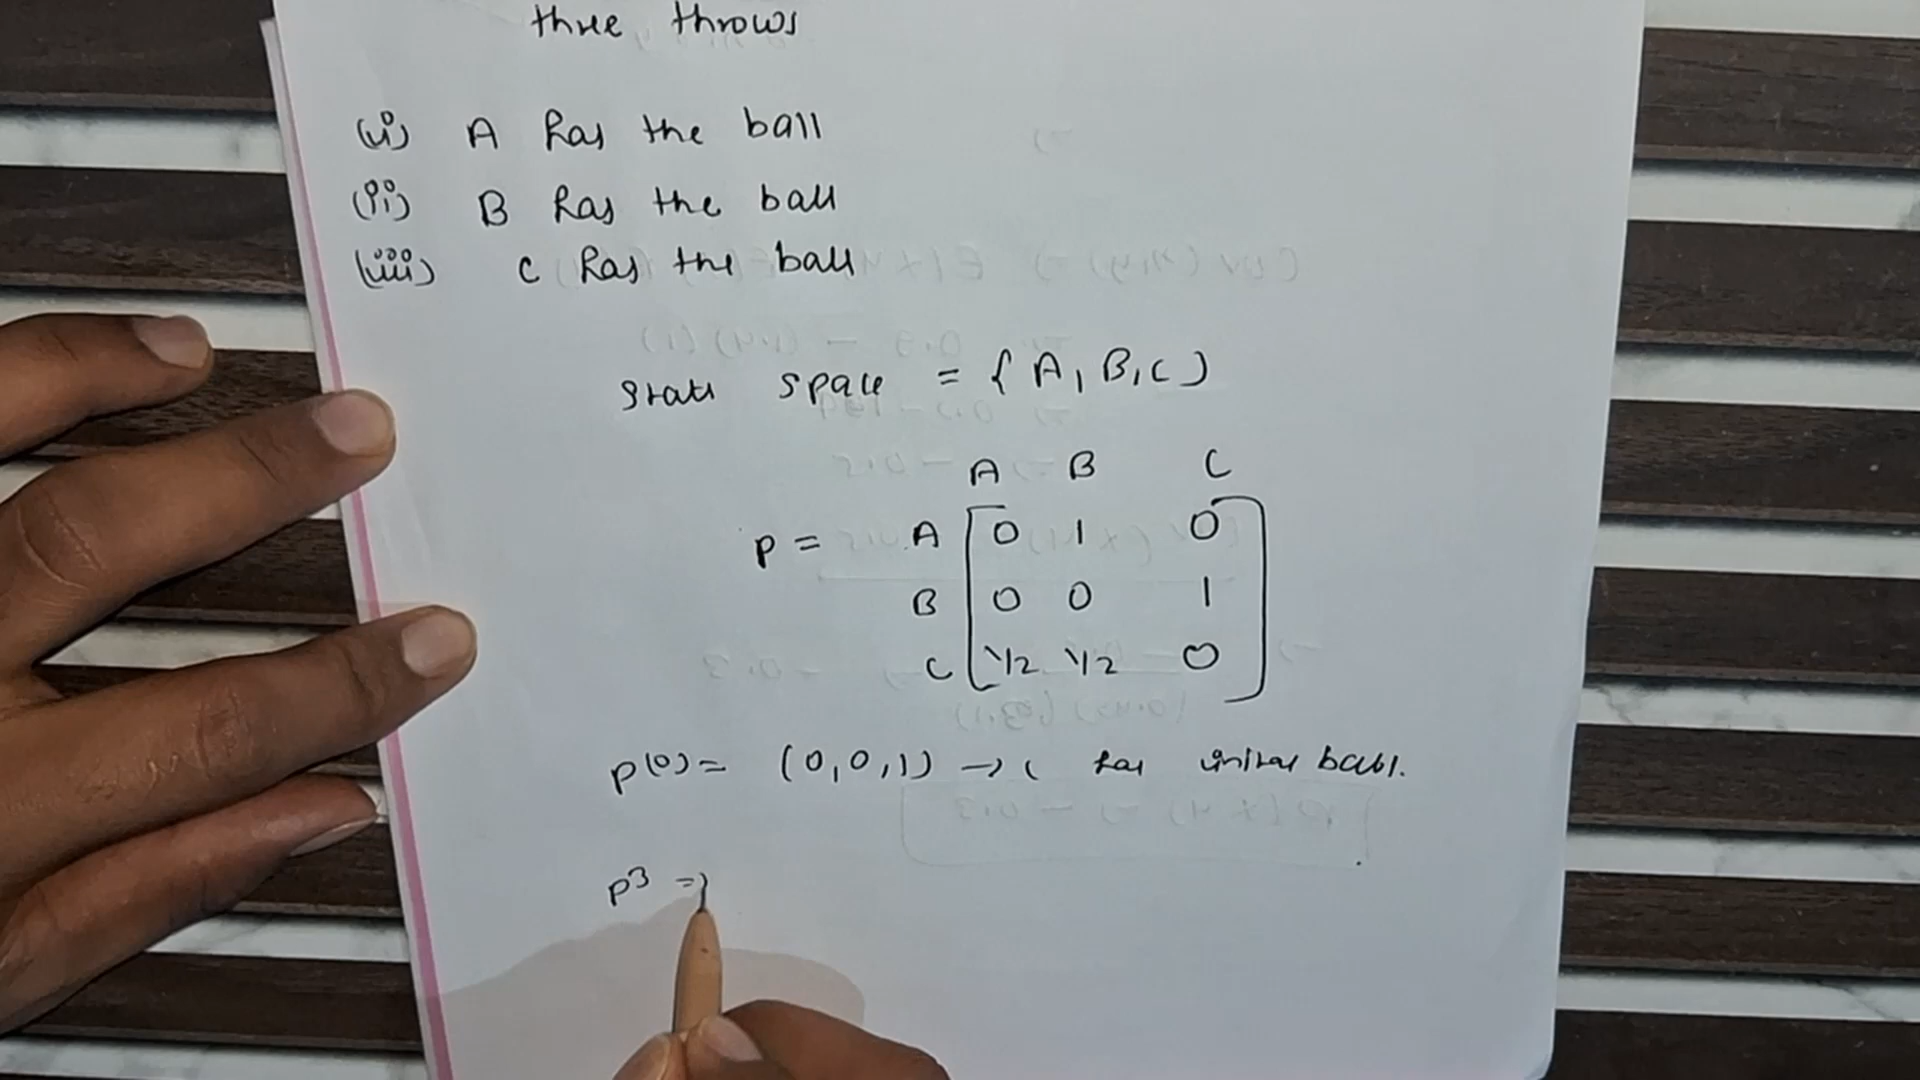 three throws
(i) A has the ball
(ii) B has the ball
(iii) C has the ball
state space = {A, B, C}
A B C
P = A [0 1 0
B 0 0 1
C 1/2 1/2 0]
p(0) = (0,0,1) → C has initial ball.
p3 =)